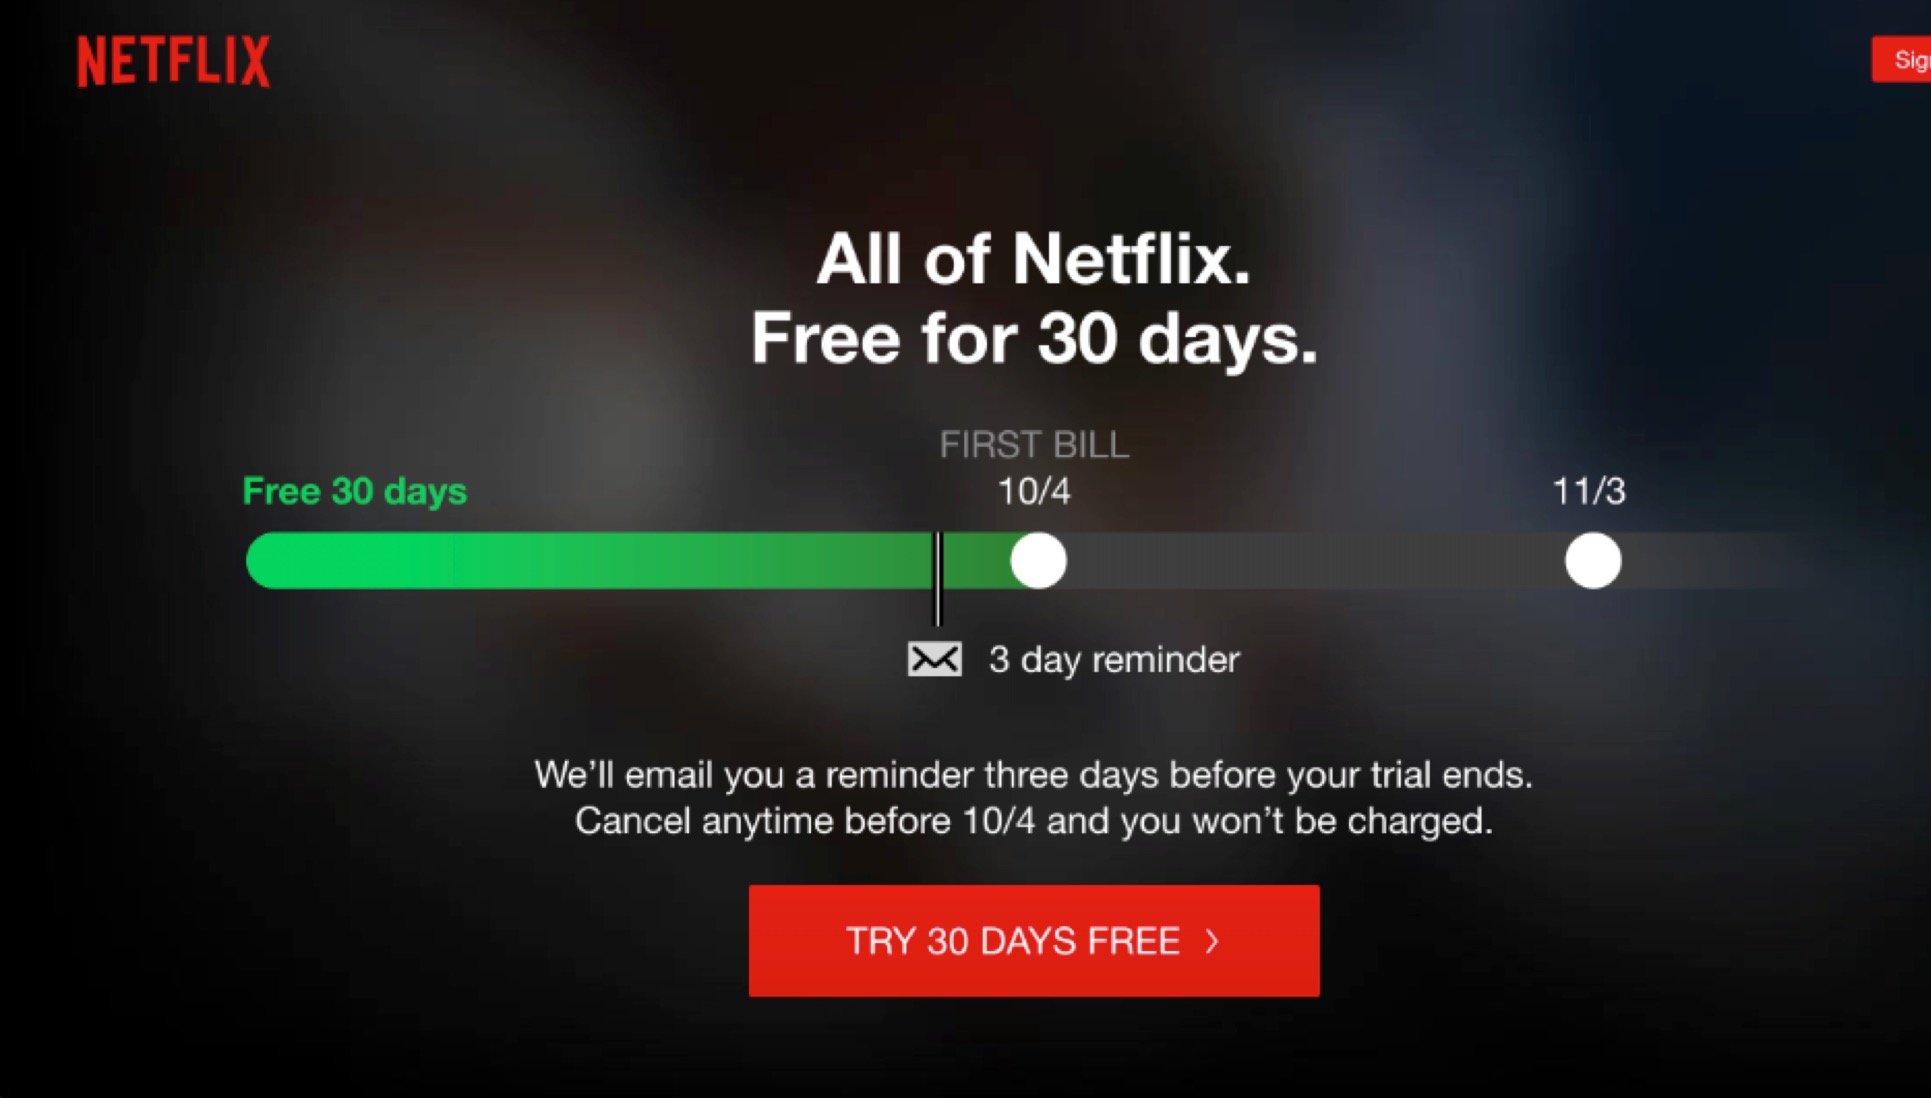 NETFLIX
All of Netflix.
Free for 30 days.
FIRST BILL
Free 30 days
10/4
11/3
3 day reminder
We'll email you a reminder three days before your trial ends.
Cancel anytime before 10/4 and you won't be charged.
TRY 30 DAYS FREE >